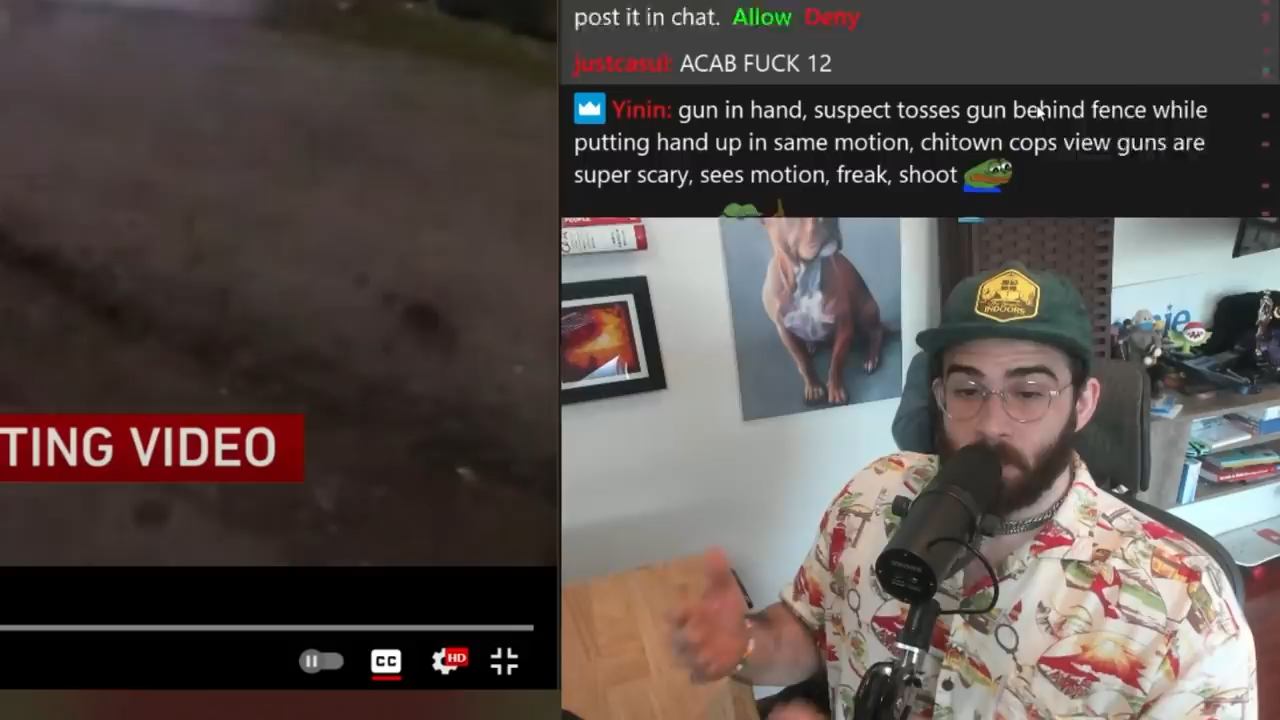 post it in chat. Allow Deny
justcasul: ACAB FUCK 12
Yinin: gun in hand, suspect tosses gun behind fence while
putting hand up in same motion, chitown cops view guns are
super scary, sees motion, freak, shoot
PEOPLE
INDOORS
TING VIDEO
CC
HD